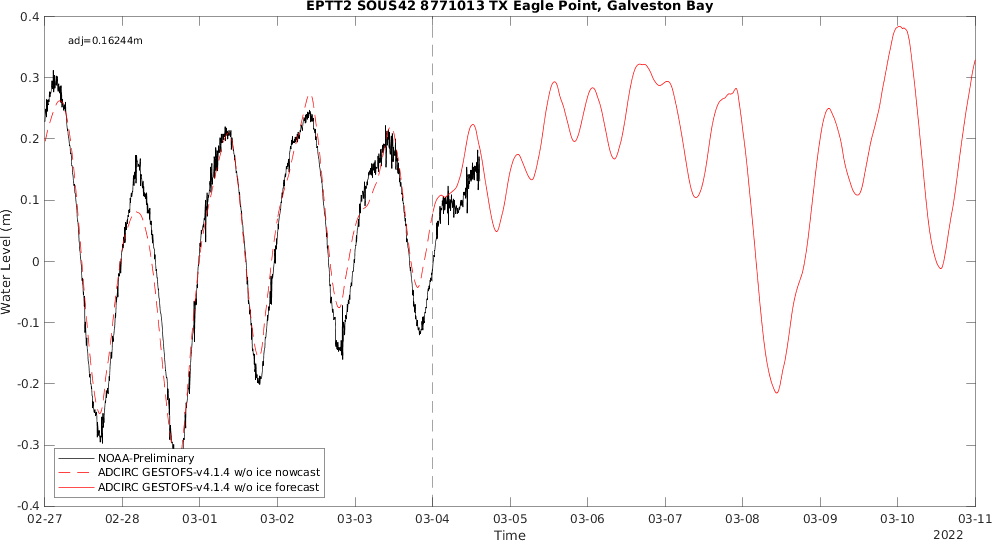 EPTT2 SOUS42 8771013 TX Eagle Point, Galveston Bay
adj=0.16244m
0.4
0.3
0.2
0.1
0
-0.1
-0.2
-0.3
-0.4
Water Level (m)
NOAA-Preliminary
ADCIRC GESTOFS-v4.1.4 w/o ice nowcast
ADCIRC GESTOFS-v4.1.4 w/o ice forecast
02-27 02-28 03-01 03-02 03-03 03-04 03-05 03-06 03-07 03-08 03-09 03-10 03-11
Time
2022